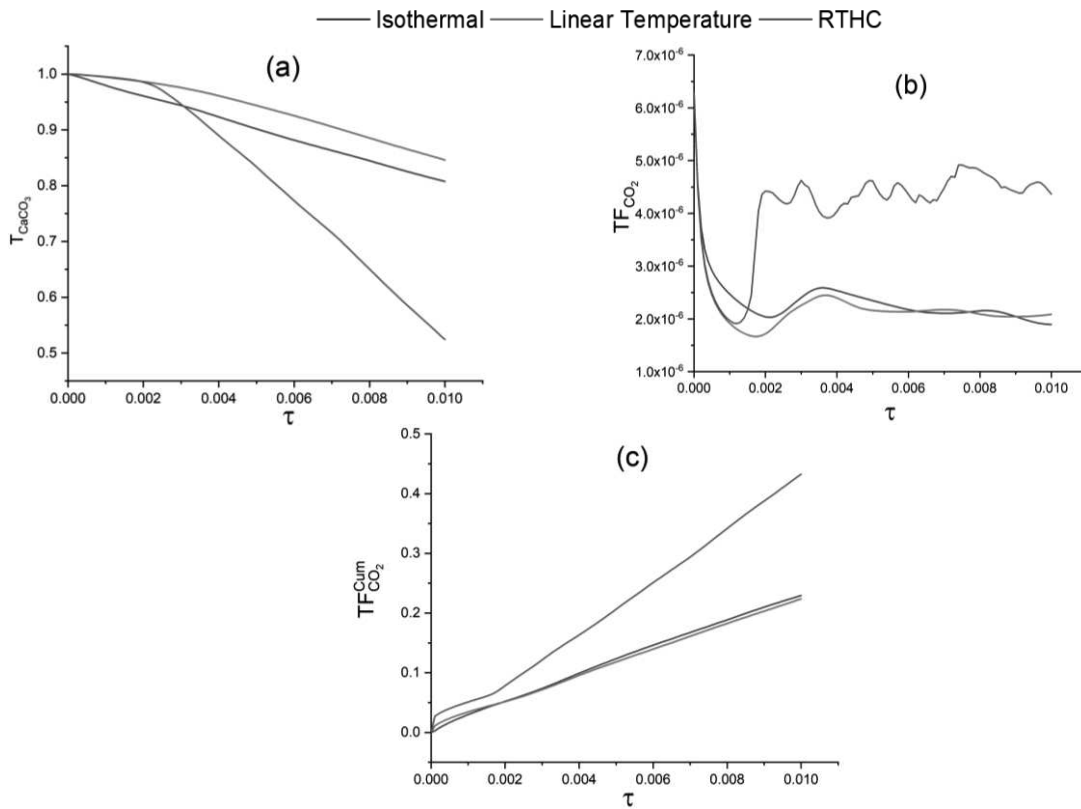 Isothermal Linear Temperature RTHC
(a)
1.0
0.9
0.8
0.7
0.6
0.5
T_CaCO₃
0.000 0.002 0.004 0.006 0.008 0.010
τ
(b)
7.0x10⁻⁶
6.0x10⁻⁶
5.0x10⁻⁶
4.0x10⁻⁶
3.0x10⁻⁶
2.0x10⁻⁶
1.0x10⁻⁶
TF_CO₂
0.000 0.002 0.004 0.006 0.008 0.010
τ
(c)
0.5
0.4
0.3
0.2
0.1
0.0
TF_CO₂^Cum
0.000 0.002 0.004 0.006 0.008 0.010
τ